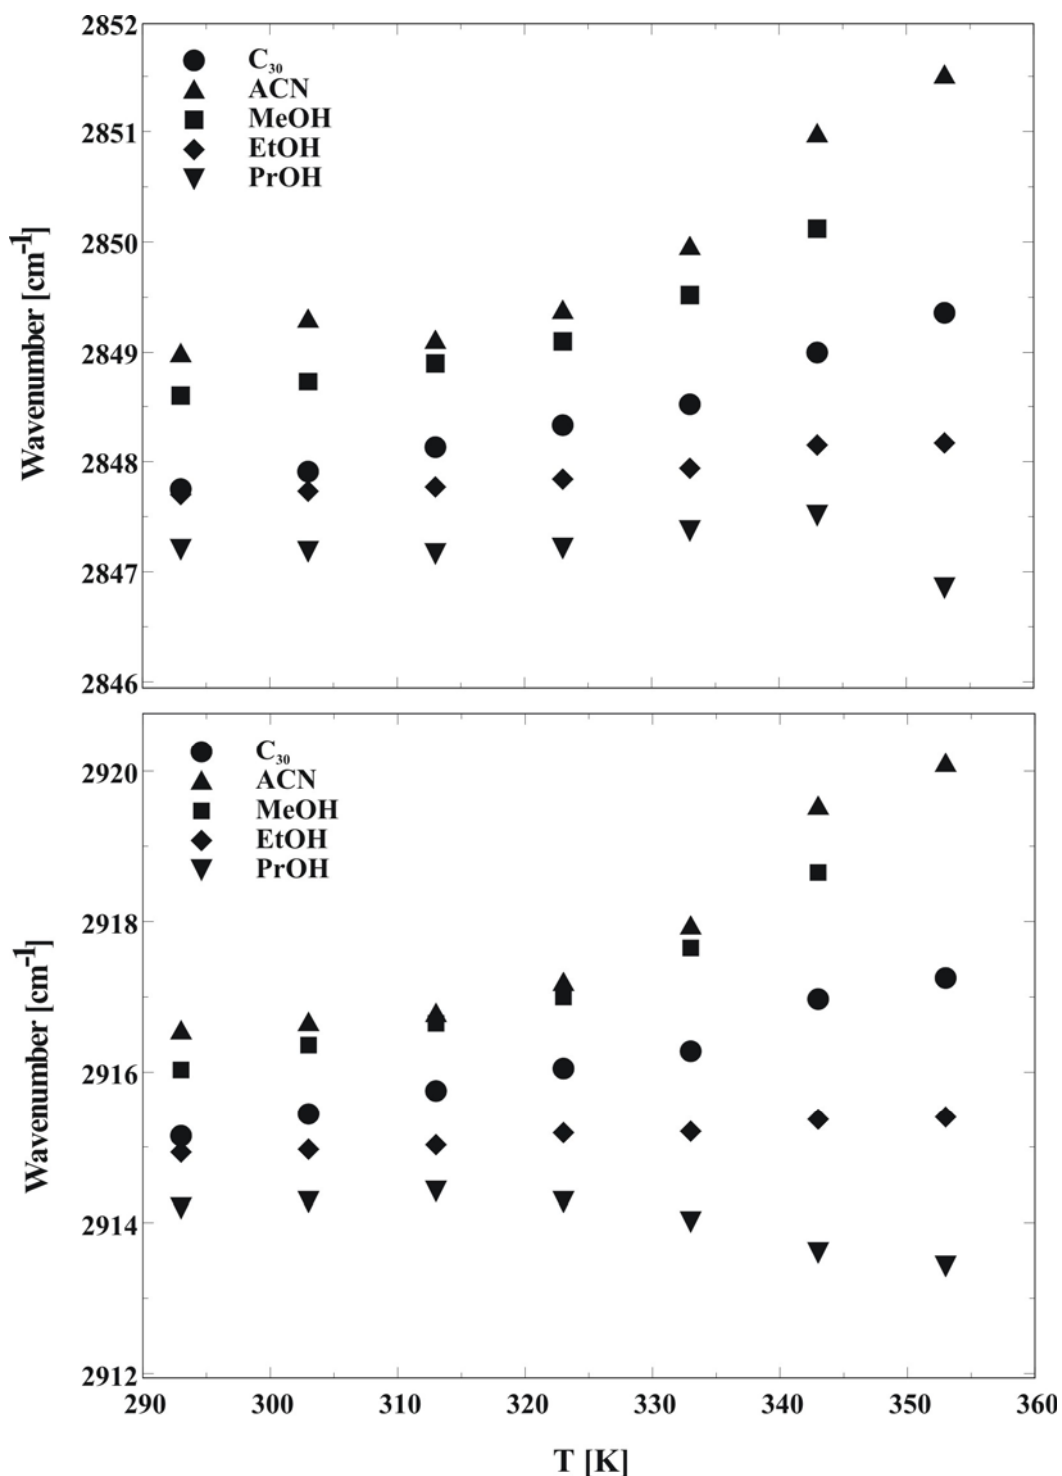 2852
2851
2850
2849
2848
2847
2846
Wavenumber [cm⁻¹]
C₃₀
ACN
MeOH
EtOH
PrOH
2920
2918
2916
2914
2912
Wavenumber [cm⁻¹]
C₃₀
ACN
MeOH
EtOH
PrOH
290 300 310 320 330 340 350 360
T [K]